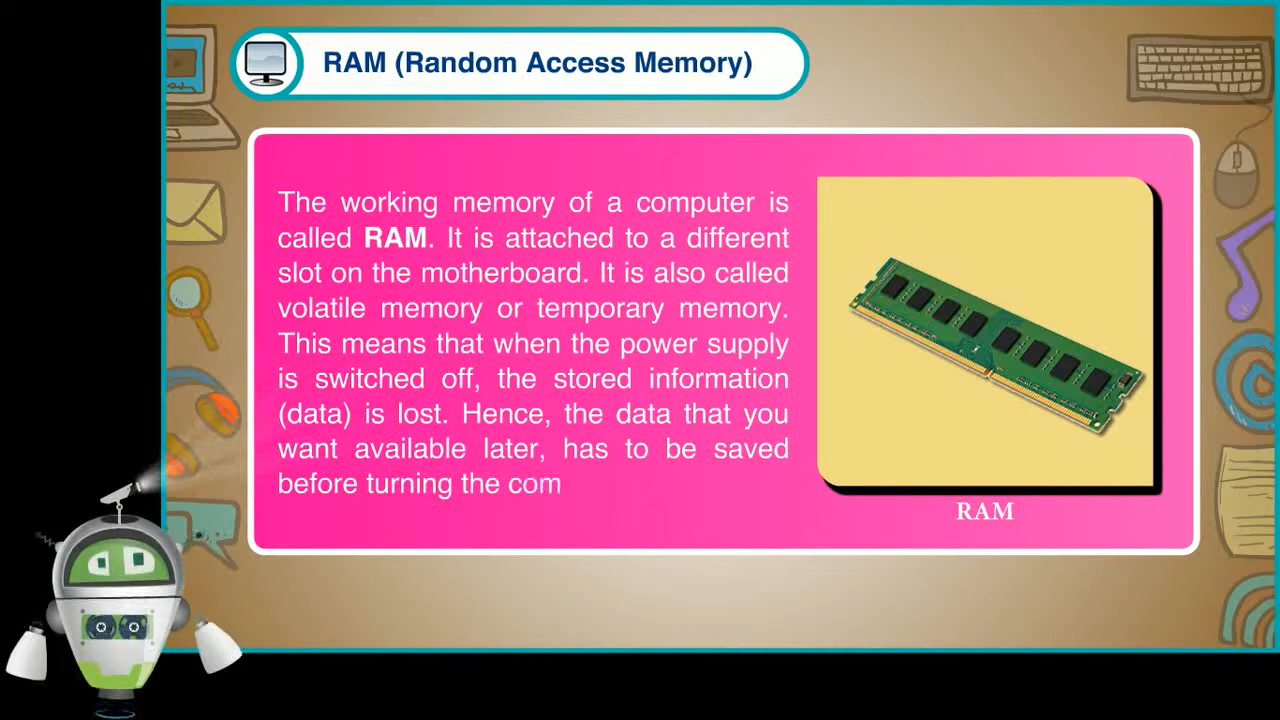 RAM (Random Access Memory)
The working memory of a computer is
called RAM. It is attached to a different
slot on the motherboard. It is also called
volatile memory or temporary memory.
This means that when the power supply
is switched off, the stored information
(data) is lost. Hence, the data that you
want available later, has to be saved
before turning the com
RAM